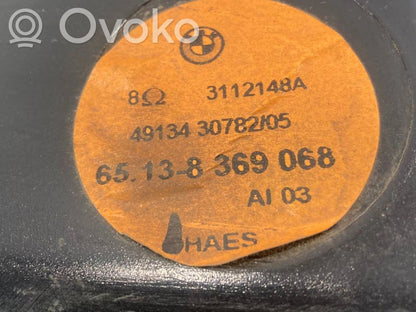 Ovoko
8Ω 3112148A
49134 30782/05
65.13-8 369 068
AI 03
HAES